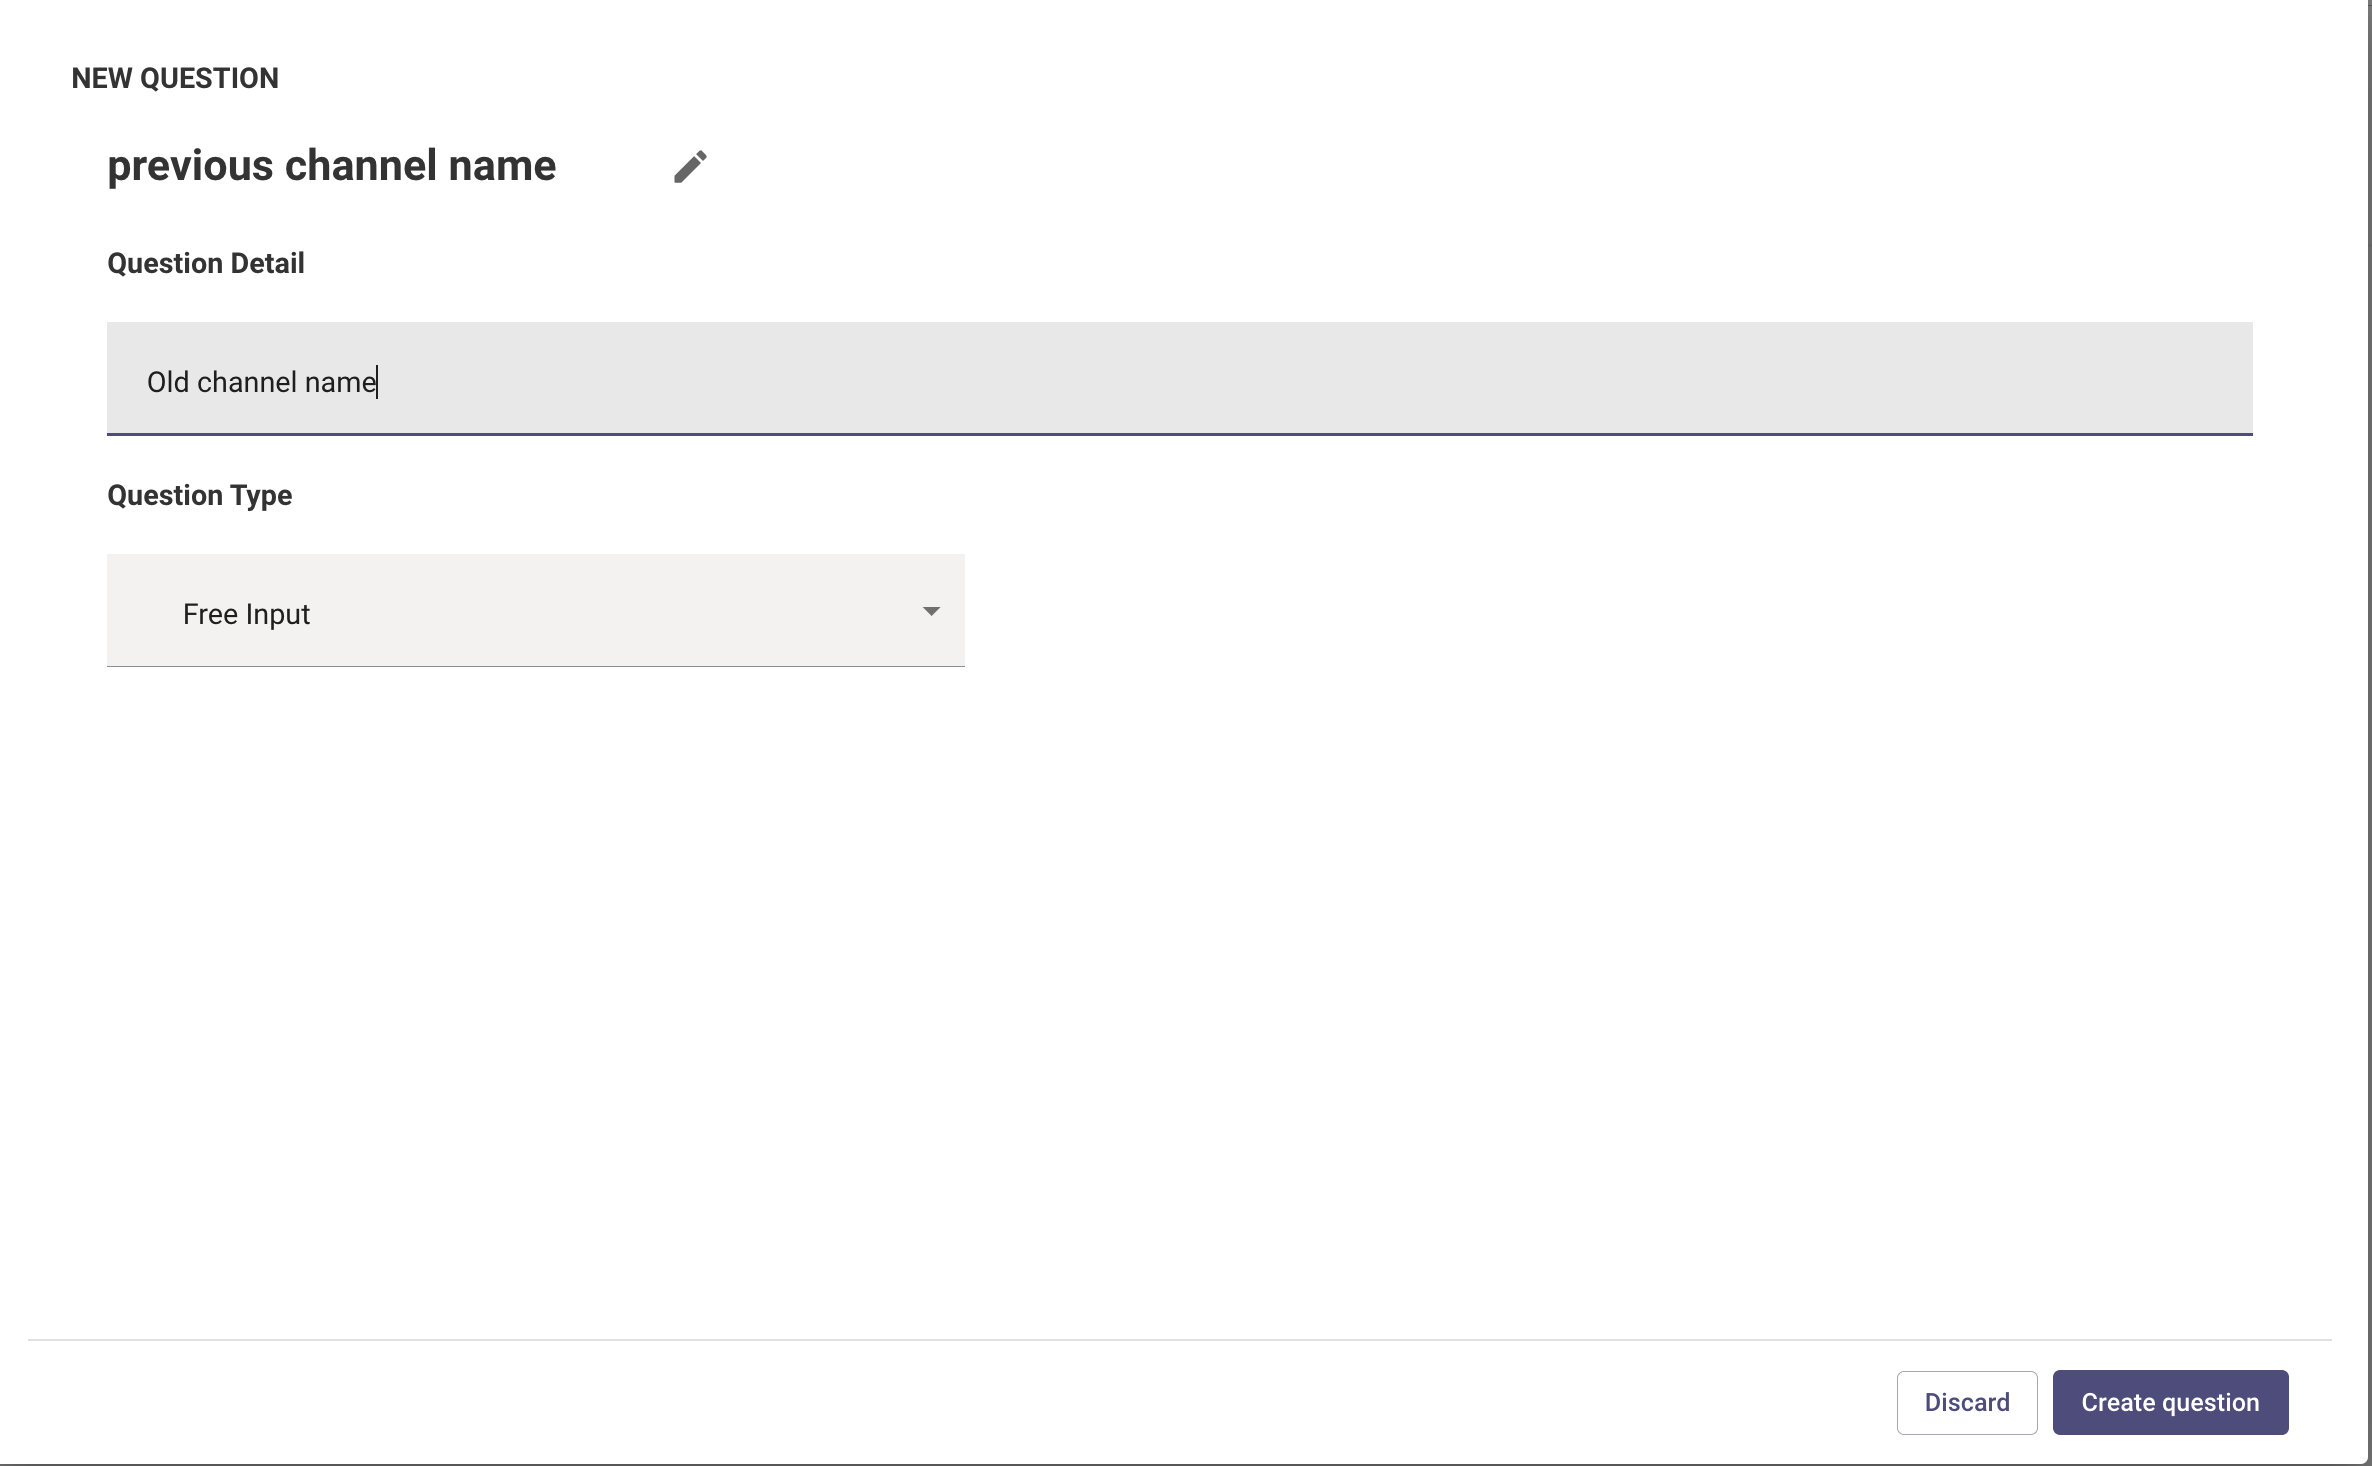 NEW QUESTION
previous channel name
Question Detail
Old channel name
Question Type
Free Input
Discard
Create question